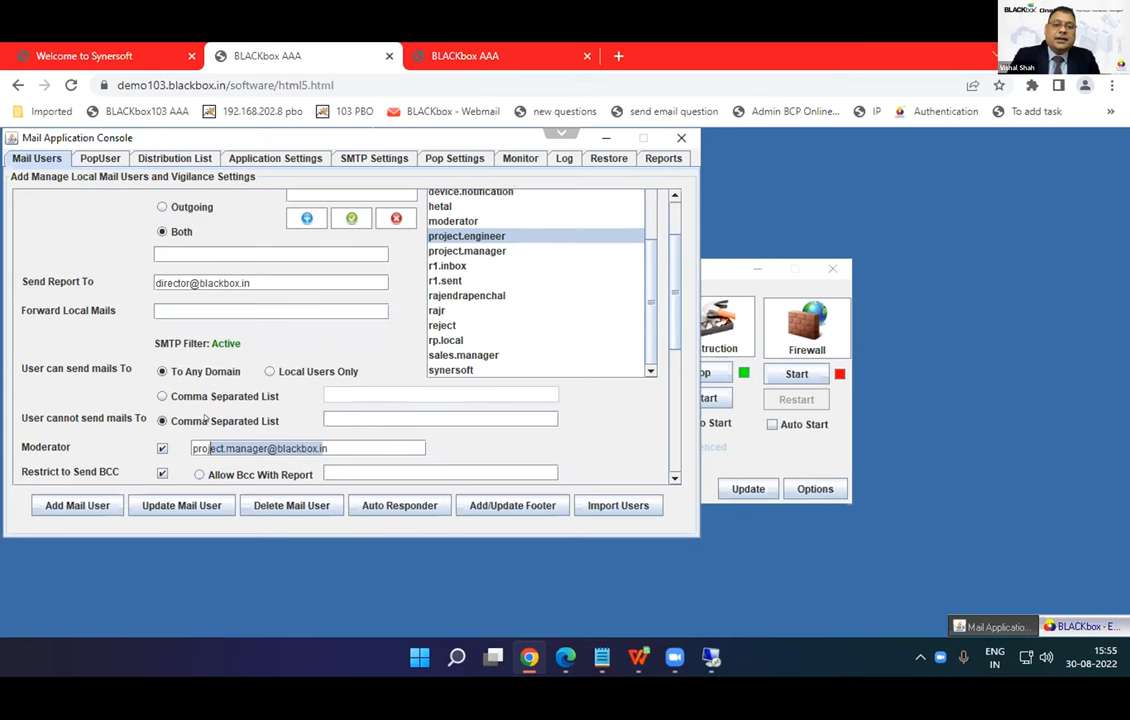 BLACKbox
Vishal Shah
Welcome to Synersoft
BLACKbox AAA
BLACKbox AAA
demo103.blackbox.in/software/html5.html
Imported
BLACKbox103 AAA
192.168.202.8 pbo
103 PBO
BLACKbox - Webmail
new questions
send email question
Admin BCP Online...
IP
Authentication
To add task
Mail Application Console
Mail Users
PopUser
Distribution List
Application Settings
SMTP Settings
Pop Settings
Monitor
Log
Restore
Reports
Add Manage Local Mail Users and Vigilance Settings
Outgoing
Both
device.notification
hetal
moderator
project.engineer
project.manager
r1.inbox
r1.sent
rajendrapenchal
rajr
reject
rp.local
sales.manager
synersoft
Send Report To
director@blackbox.in
Forward Local Mails
SMTP Filter: Active
User can send mails To
To Any Domain
Local Users Only
Comma Separated List
User cannot send mails To
Comma Separated List
Moderator
project.manager@blackbox.in
Restrict to Send BCC
Allow Bcc With Report
Add Mail User
Update Mail User
Delete Mail User
Auto Responder
Add/Update Footer
Import Users
struction
Firewall
op
Start
tart
Restart
Auto Start
Advanced
Update
Options
Mail Applicatio...
BLACKbox - E...
ENG
IN
15:55
30-08-2022